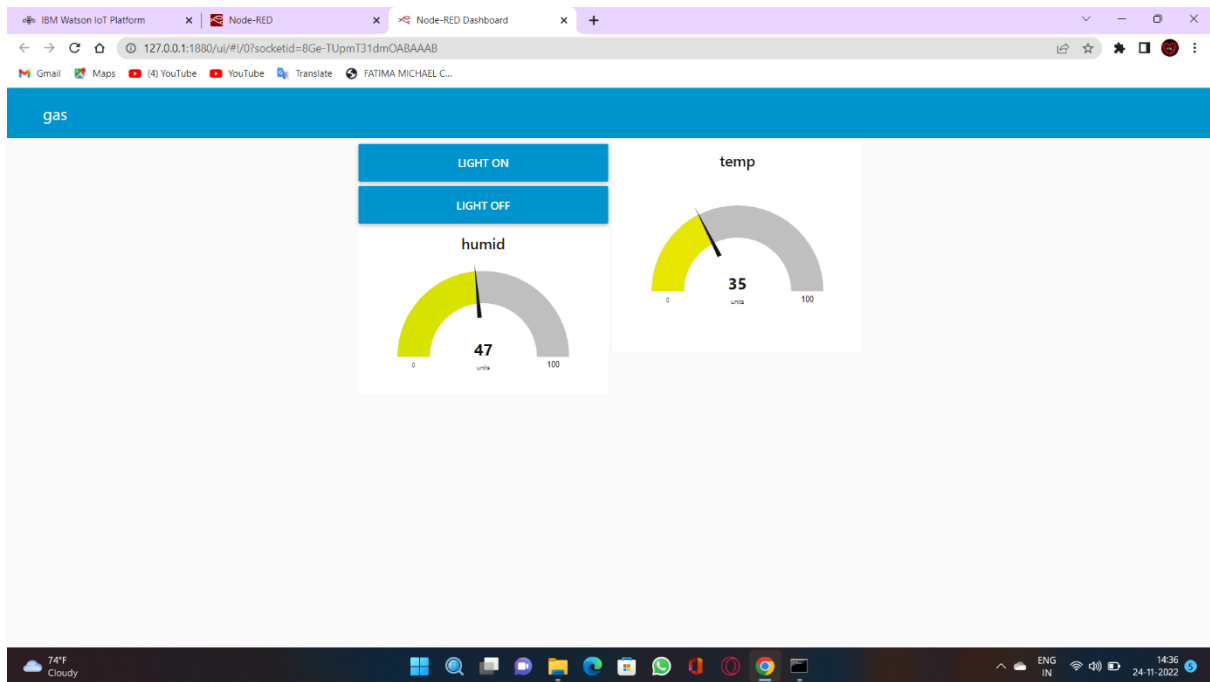 IBM Watson IoT Platform
Node-RED
Node-RED Dashboard
127.0.0.1:1880/ui/#!/0?socketid=8Ge-TUpmT31dmOABAAAB
Gmail
Maps
(4) YouTube
YouTube
Translate
FATIMA MICHAEL C...
gas
LIGHT ON
LIGHT OFF
humid
47
units
0
100
temp
35
units
0
100
74°F
Cloudy
ENG
IN
14:36
24-11-2022
5